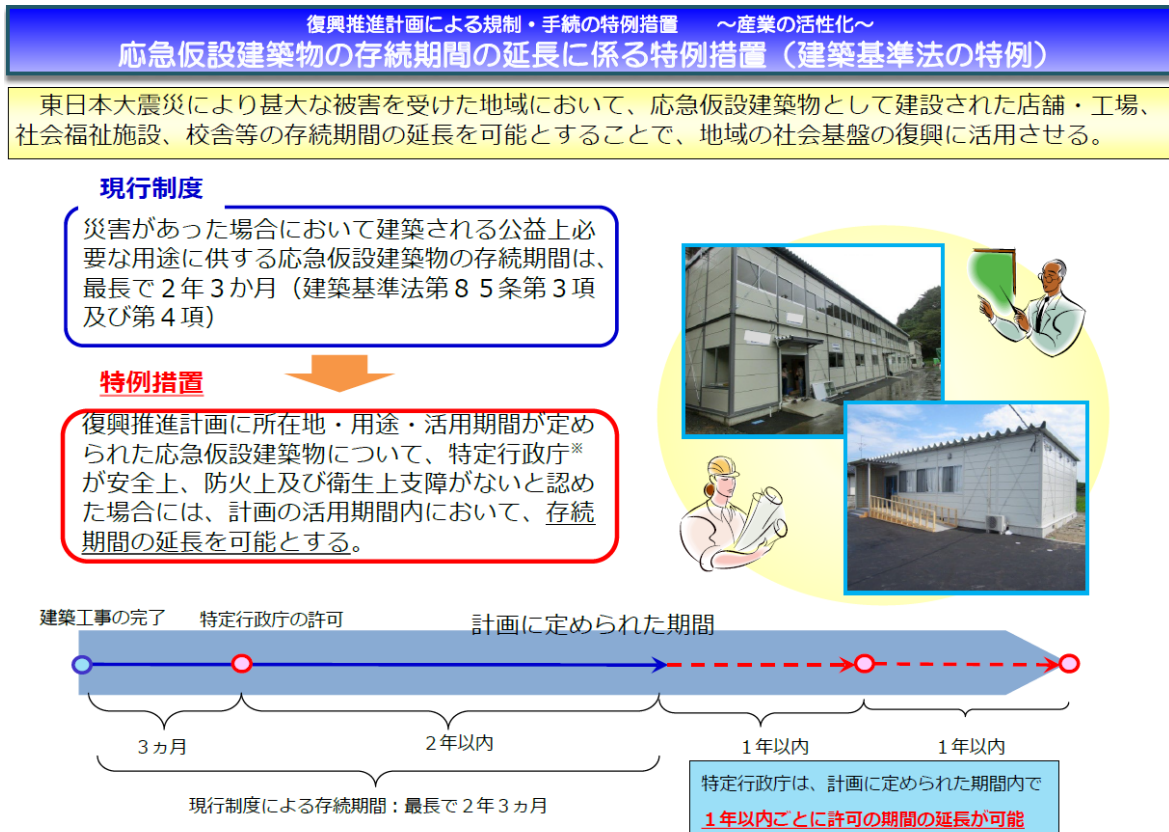 復興推進計画による規制・手続の特例措置　～産業の活性化～
応急仮設建築物の存続期間の延長に係る特例措置（建築基準法の特例）
東日本大震災により甚大な被害を受けた地域において、応急仮設建築物として建設された店舗・工場、
社会福祉施設、校舎等の存続期間の延長を可能とすることで、地域の社会基盤の復興に活用させる。
現行制度
災害があった場合において建築される公益上必
要な用途に供する応急仮設建築物の存続期間は、
最長で２年３か月（建築基準法第８５条第３項
及び第４項）
特例措置
復興推進計画に所在地・用途・活用期間が定め
られた応急仮設建築物について、特定行政庁※
が安全上、防火上及び衛生上支障がないと認め
た場合には、計画の活用期間内において、存続
期間の延長を可能とする。
建築工事の完了
特定行政庁の許可
計画に定められた期間
３ヵ月
２年以内
１年以内
１年以内
現行制度による存続期間：最長で２年３ヵ月
特定行政庁は、計画に定められた期間内で
１年以内ごとに許可の期間の延長が可能